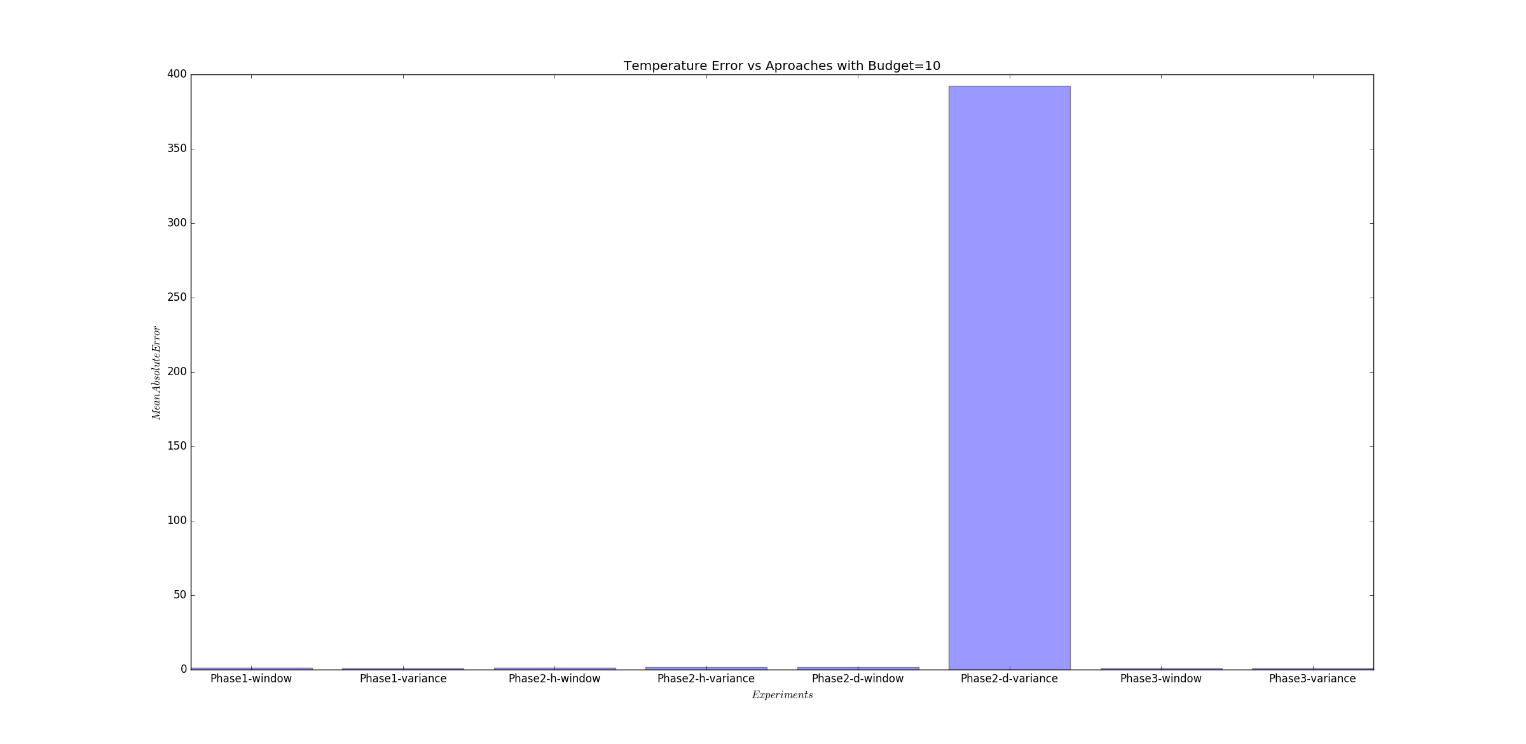 Temperature Error vs Aproaches with Budget=10
400
350
300
250
200
150
100
50
0
MeanAbsoluteError
Phase1-window Phase1-variance Phase2-h-window Phase2-h-variance Phase2-d-window Phase2-d-variance Phase3-window Phase3-variance
Experiments